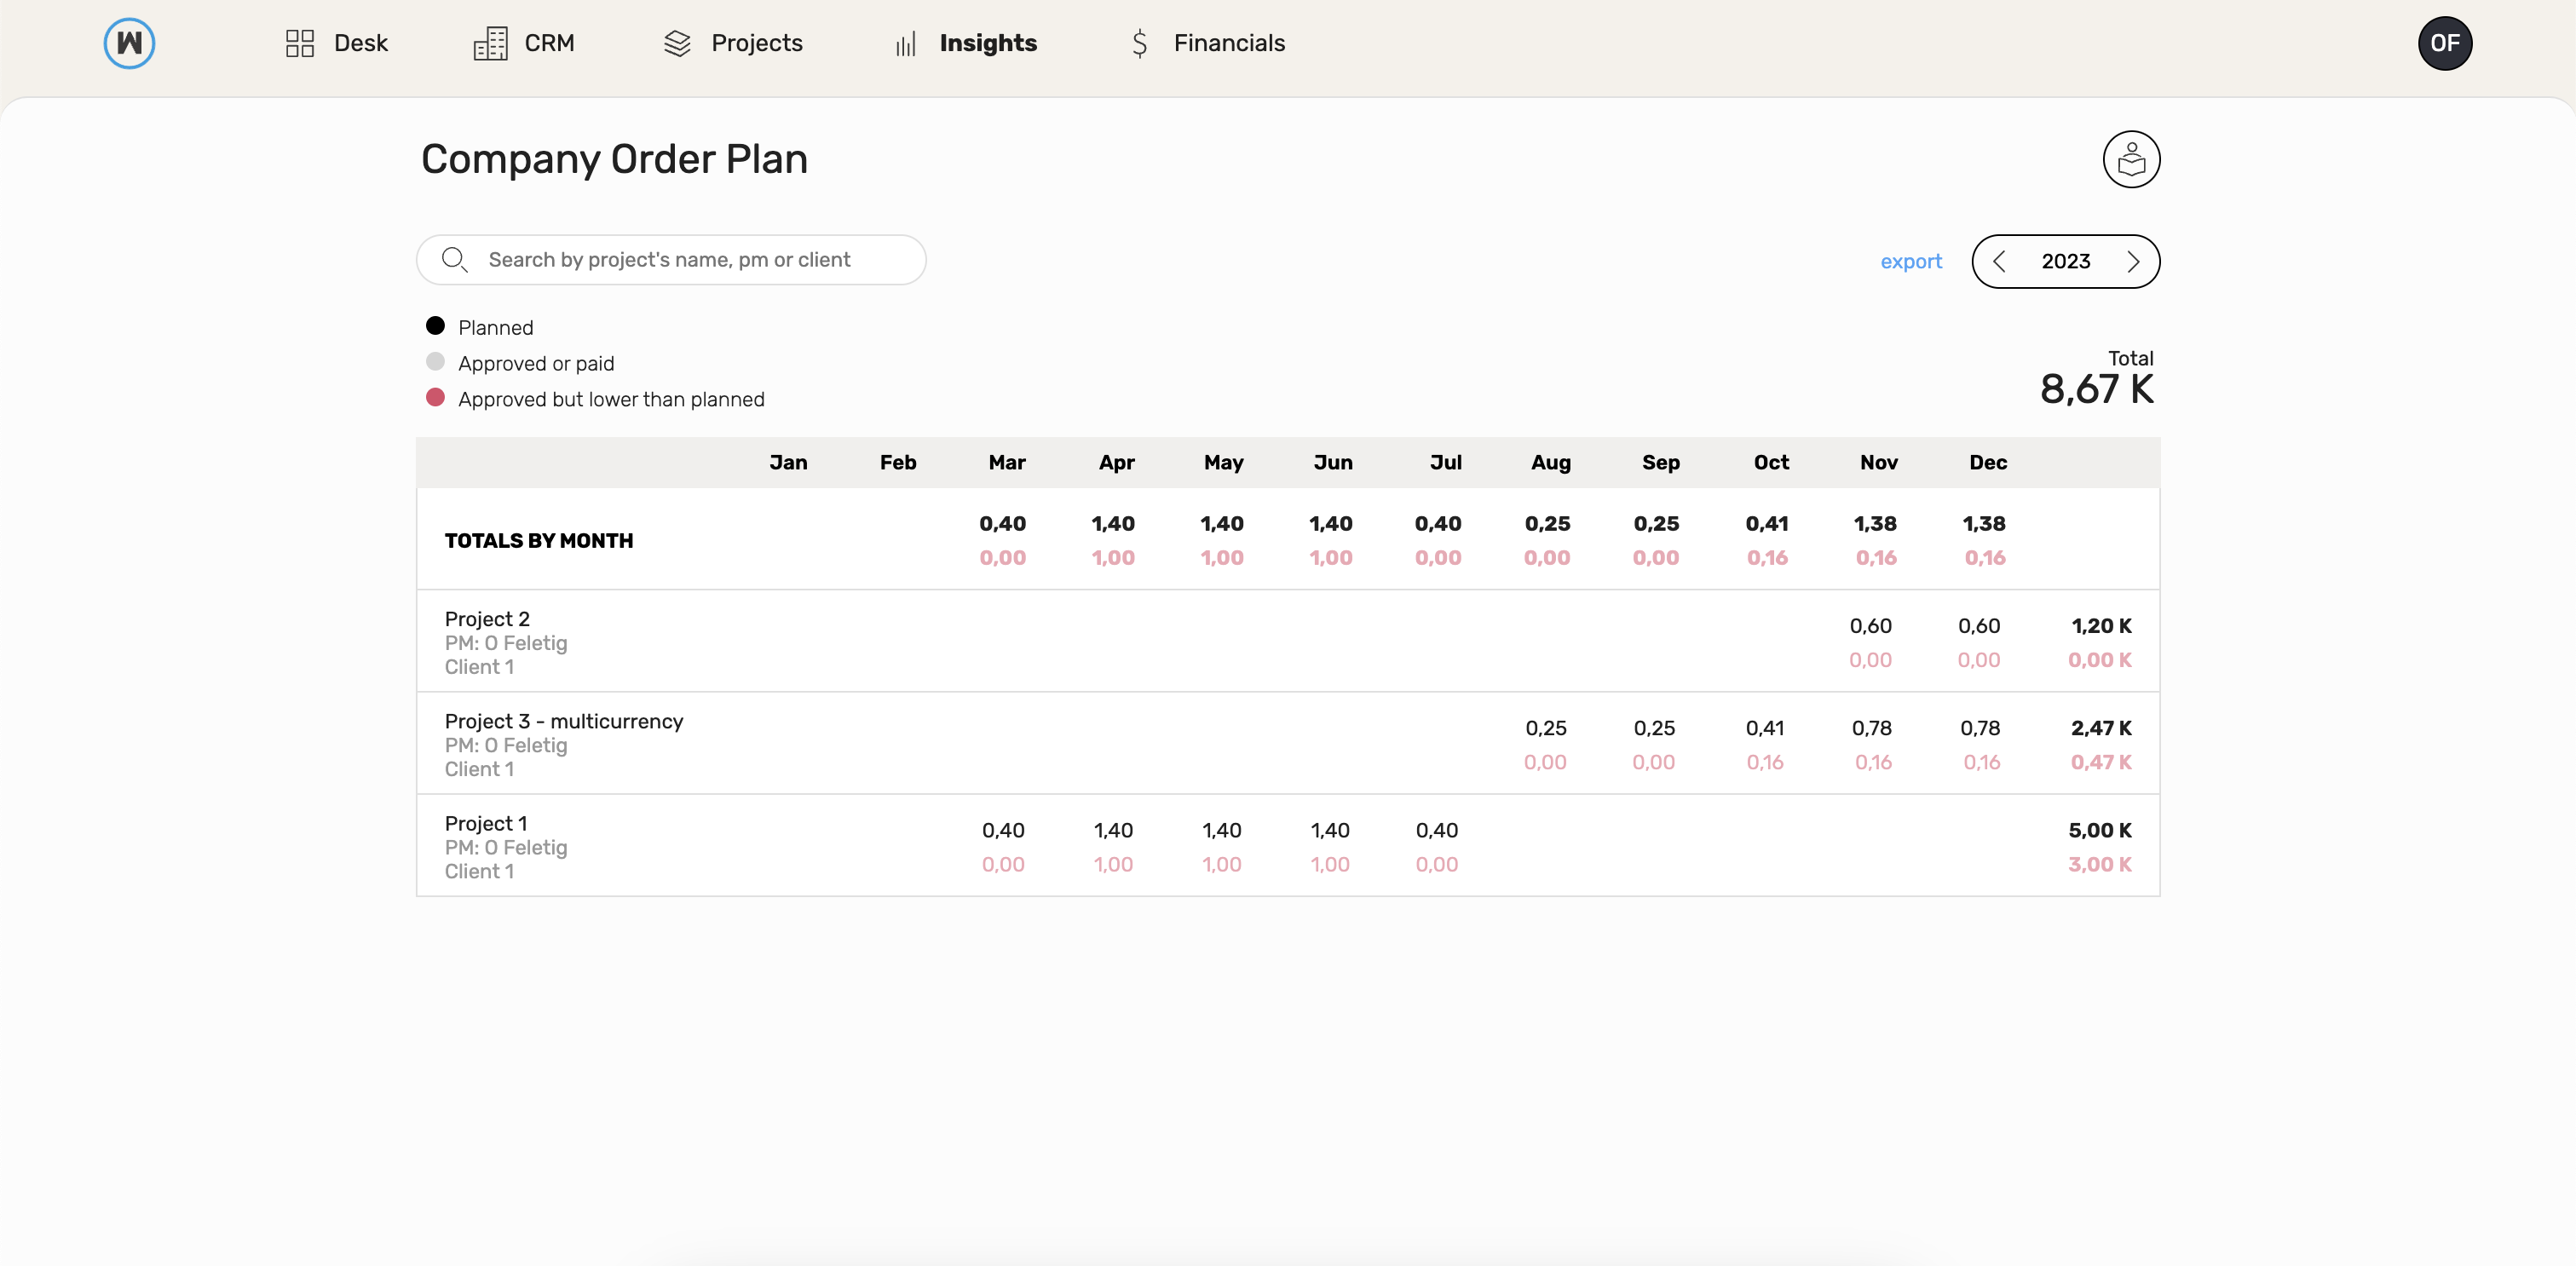 W Desk CRM Projects Insights Financials OF
Company Order Plan
Search by project's name, pm or client export 2023
Planned
Approved or paid
Approved but lower than planned
Total
8,67 K
Jan Feb Mar Apr May Jun Jul Aug Sep Oct Nov Dec
TOTALS BY MONTH
0,40 1,40 1,40 1,40 0,40 0,25 0,25 0,41 1,38 1,38
0,00 1,00 1,00 1,00 0,00 0,00 0,00 0,16 0,16 0,16
Project 2
PM: O Feletig
Client 1
0,60 0,60 1,20 K
0,00 0,00 0,00 K
Project 3 - multicurrency
PM: O Feletig
Client 1
0,25 0,25 0,41 0,78 0,78 2,47 K
0,00 0,00 0,16 0,16 0,16 0,47 K
Project 1
PM: O Feletig
Client 1
0,40 1,40 1,40 1,40 0,40 5,00 K
0,00 1,00 1,00 1,00 0,00 3,00 K